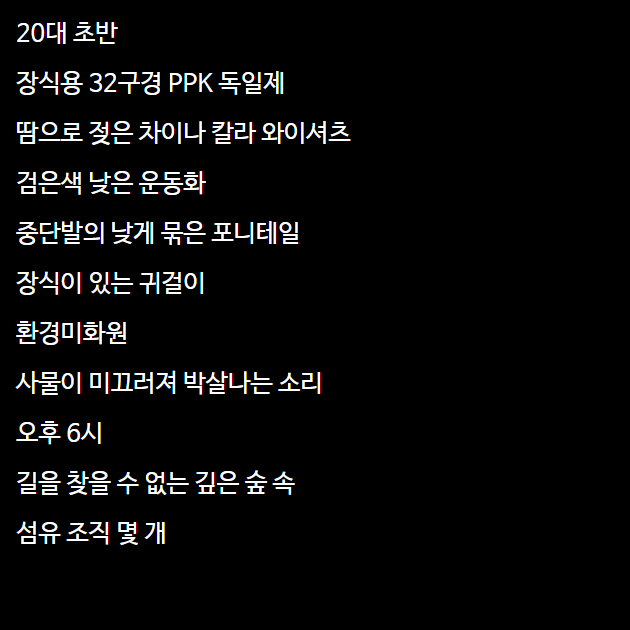 20대 초반
장식용 32구경 PPK 독일제
땀으로 젖은 차이나 칼라 와이셔츠
검은색 낮은 운동화
중단발의 낮게 묶은 포니테일
장식이 있는 귀걸이
환경미화원
사물이 미끄러져 박살나는 소리
오후 6시
길을 찾을 수 없는 깊은 숲 속
섬유 조직 몇 개